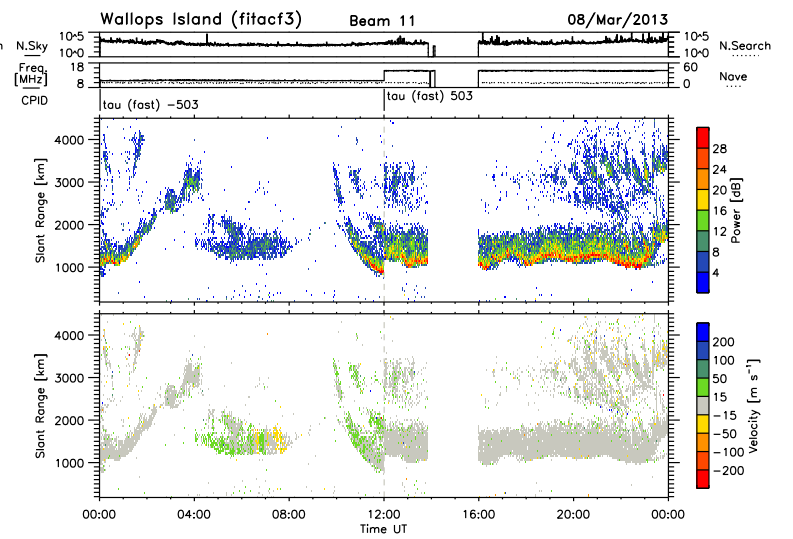 Wallops Island (fitacf3) Beam 11 08/Mar/2013
N.Sky 10^5 10^0 10^5 10^0 N.Search
Freq. [MHz] 18 8 60 0 Nave
CPID tau (fast) -503 tau (fast) 503
Slant Range [km] 4000 3000 2000 1000
28 24 20 16 12 8 4 Power [dB]
Slant Range [km] 4000 3000 2000 1000
200 100 50 15 -15 -50 -100 -200 Velocity [m s⁻¹]
00:00 04:00 08:00 12:00 16:00 20:00 00:00
Time UT